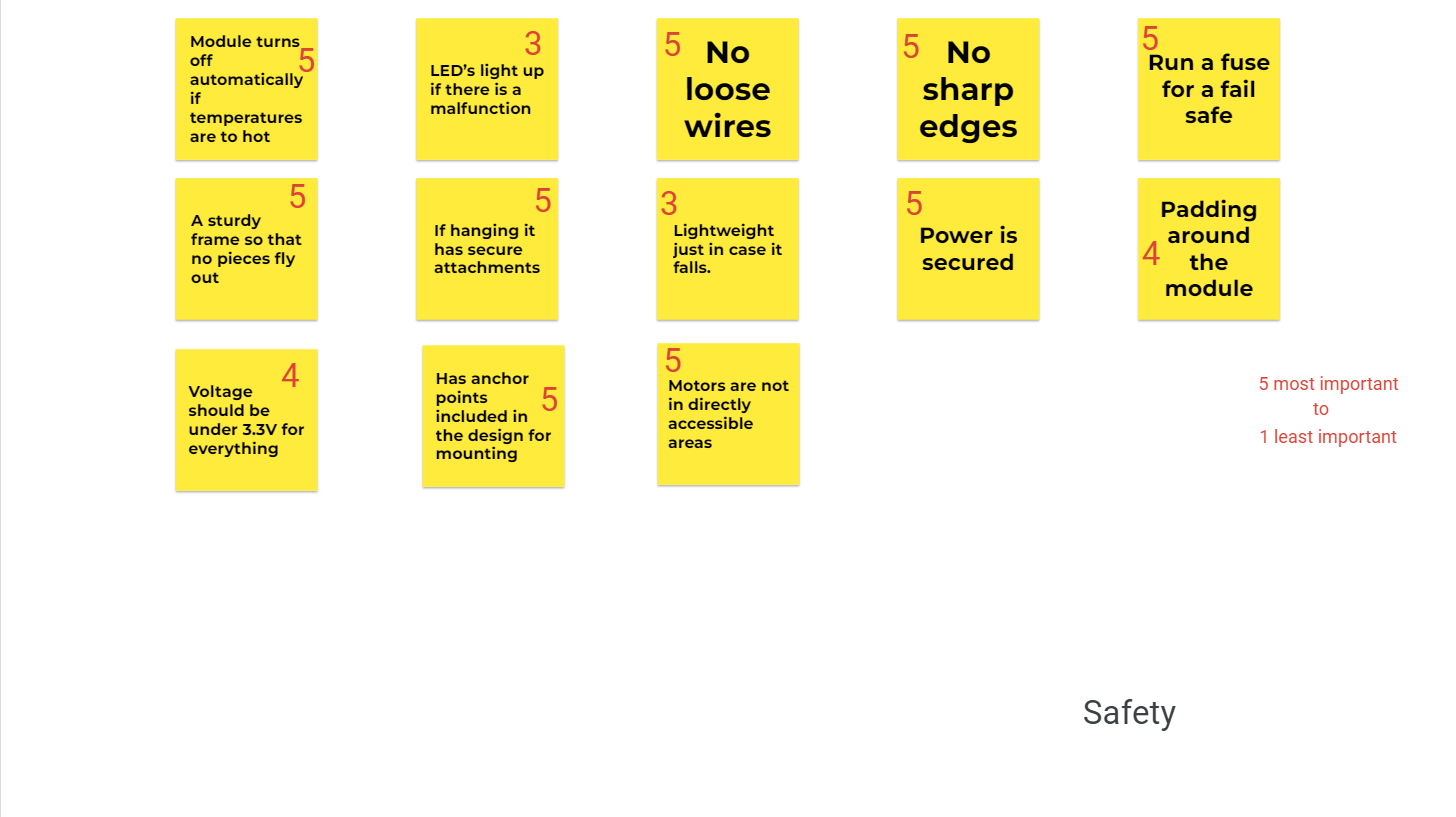 Module turns
off
automatically
if
temperatures
are to hot
5
3
LED’s light up
if there is a
malfunction
5
No
loose
wires
5
No
sharp
edges
5
Run a fuse
for a fail
safe
5
A sturdy
frame so that
no pieces fly
out
5
If hanging it
has secure
attachments
3
Lightweight
just in case it
falls.
5
Power is
secured
Padding
around
the
module
4
4
Voltage
should be
under 3.3V for
everything
Has anchor
points
included in
the design for
mounting
5
5
Motors are not
in directly
accessible
areas
5 most important
to
1 least important
Safety